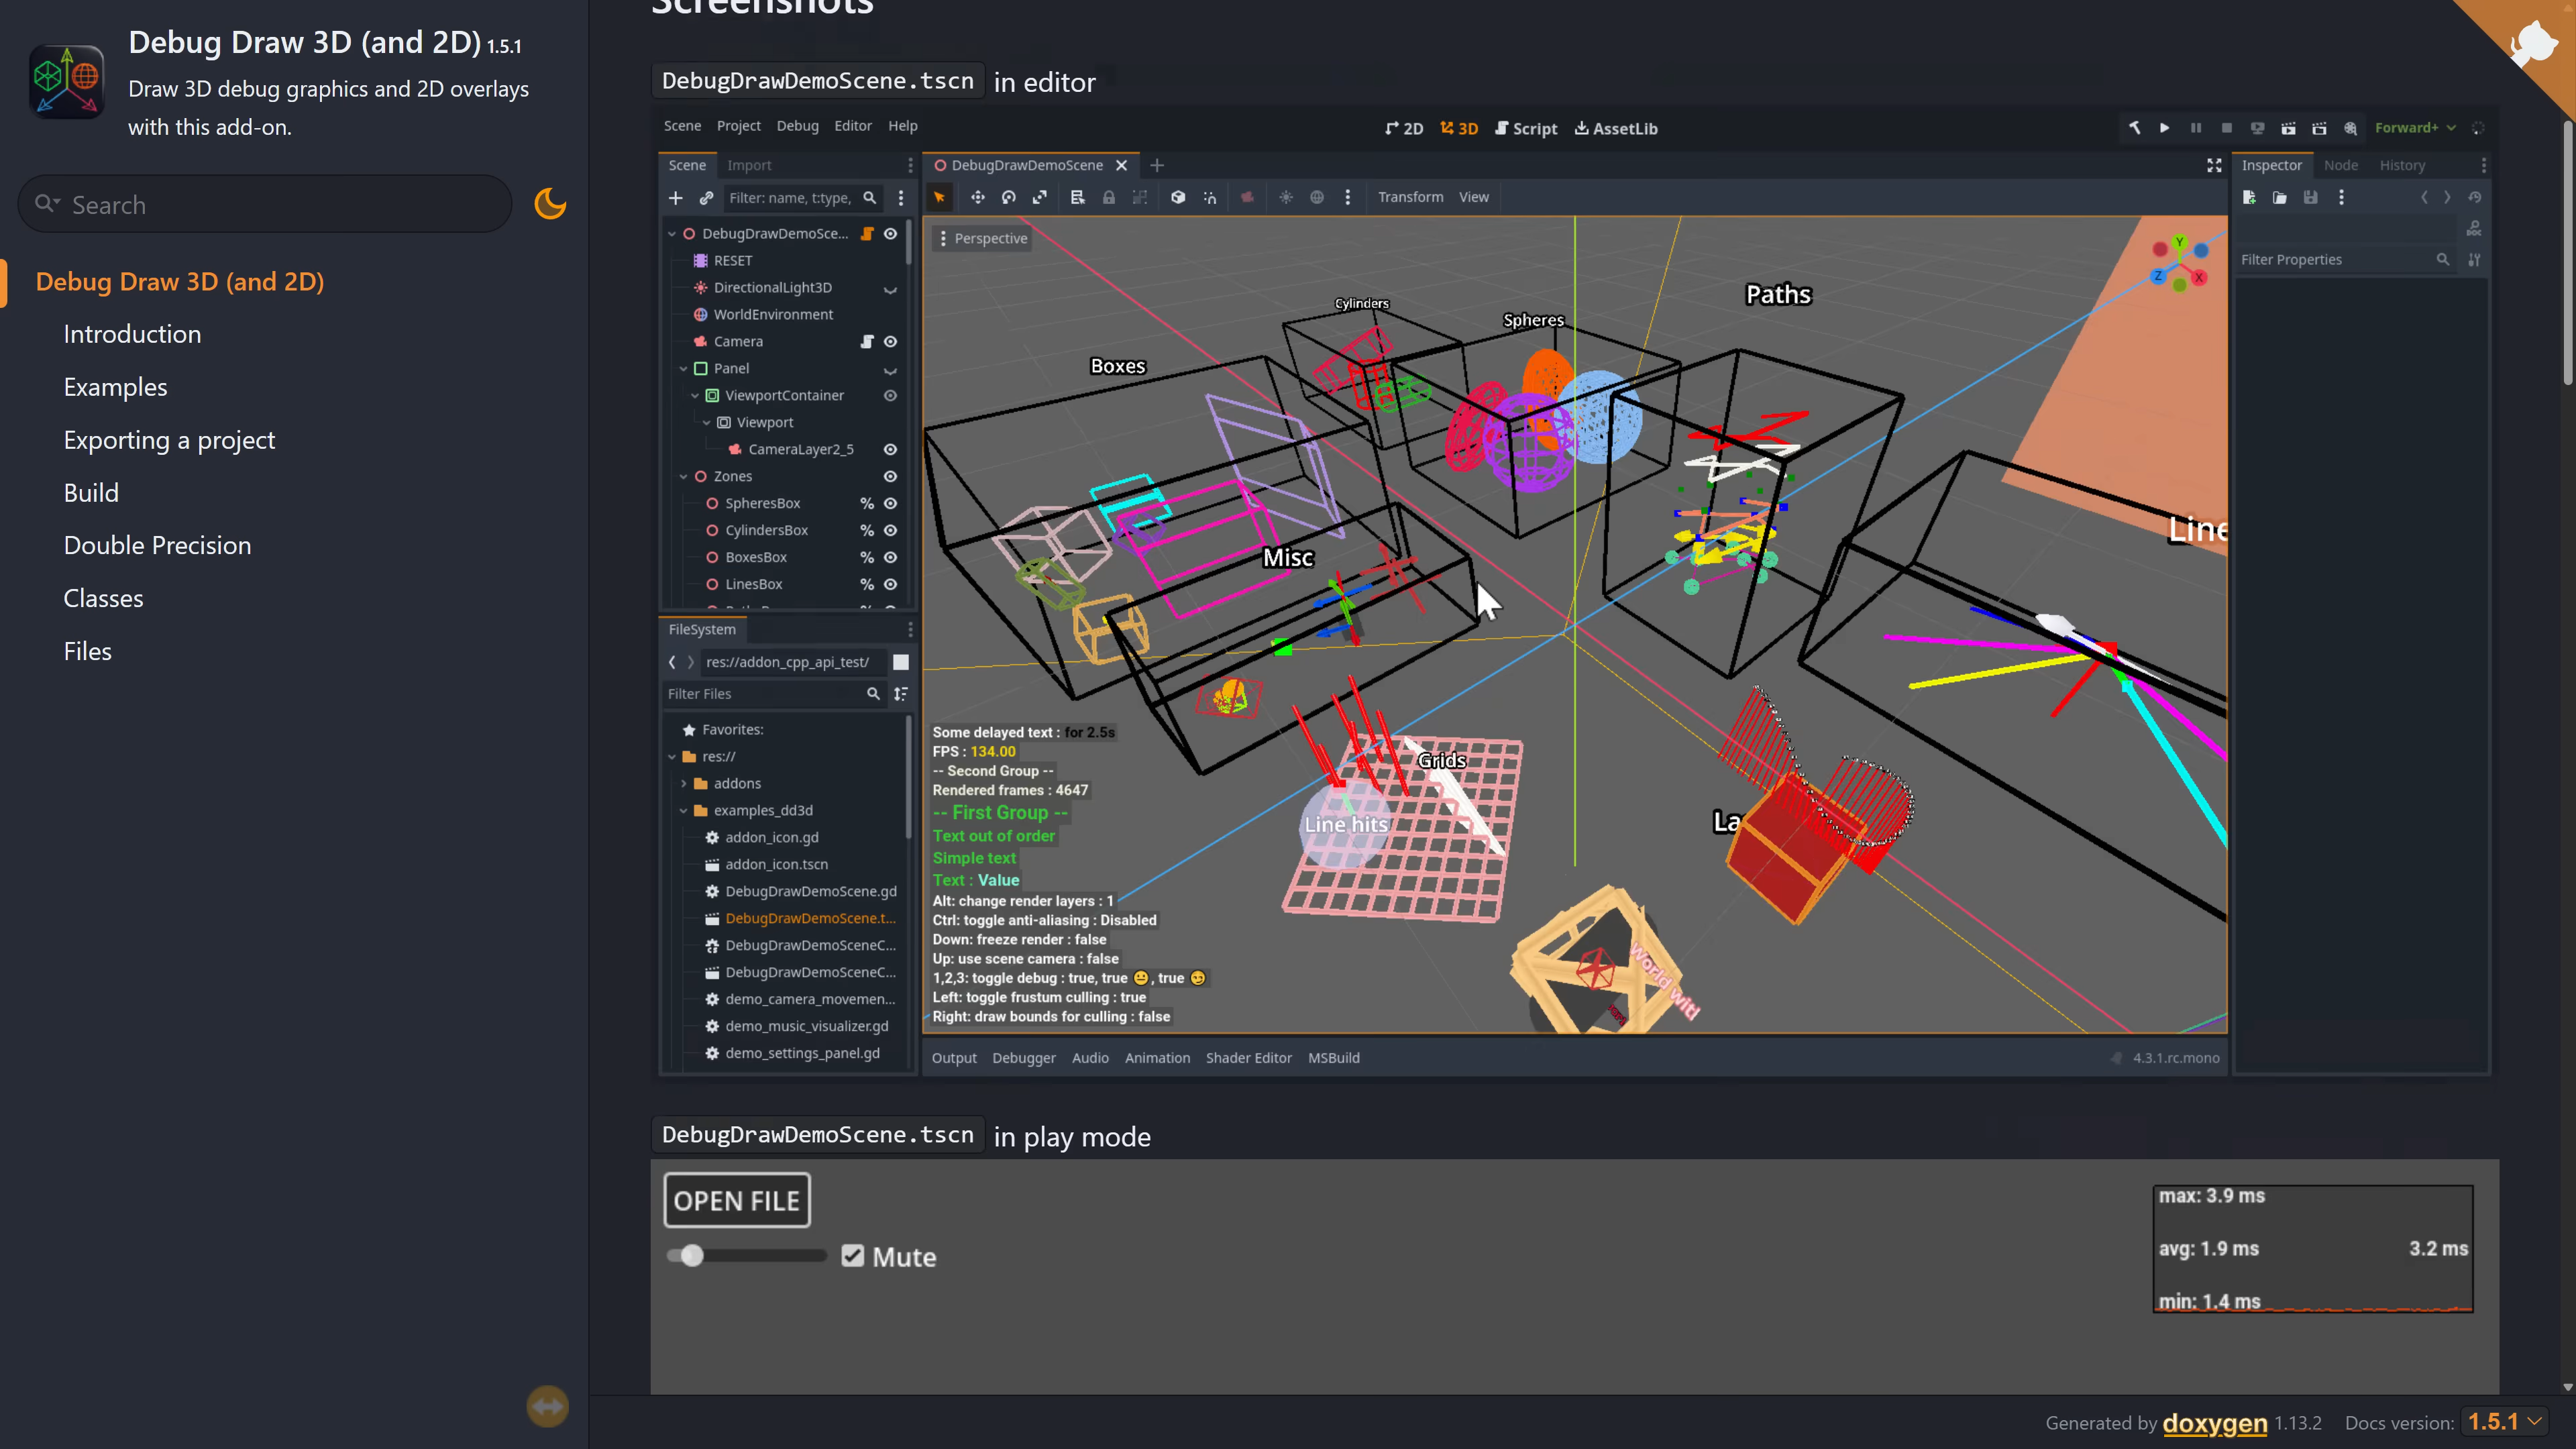 Screenshots
Debug Draw 3D (and 2D) 1.5.1
Draw 3D debug graphics and 2D overlays
with this add-on.
Search
Debug Draw 3D (and 2D)
Introduction
Examples
Exporting a project
Build
Double Precision
Classes
Files
DebugDrawDemoScene.tscn in editor
Scene Project Debug Editor Help
2D 3D Script AssetLib
Forward+
Scene Import
DebugDrawDemoScene
Inspector Node History
Filter: name, t:type,
Transform View
DebugDrawDemoSce...
RESET
DirectionalLight3D
WorldEnvironment
Camera
Panel
ViewportContainer
Viewport
CameraLayer2_5
Zones
SpheresBox %
CylindersBox %
BoxesBox %
LinesBox %
FileSystem
res://addon_cpp_api_test/
Filter Files
Favorites:
res://
addons
examples_dd3d
addon_icon.gd
addon_icon.tscn
DebugDrawDemoScene.gd
DebugDrawDemoScene.t...
DebugDrawDemoSceneC...
DebugDrawDemoSceneC...
demo_camera_movemen...
demo_music_visualizer.gd
demo_settings_panel.gd
Perspective
Y
Z
X
Filter Properties
DOC
Cylinders
Spheres
Paths
Boxes
Misc
Line
Grids
Line hits
La
World wit
Some delayed text : for 2.5s
FPS : 134.00
-- Second Group --
Rendered frames : 4647
-- First Group --
Text out of order
Simple text
Text : Value
Alt: change render layers : 1
Ctrl: toggle anti-aliasing : Disabled
Down: freeze render : false
Up: use scene camera : false
1,2,3: toggle debug : true, true 😐, true 😏
Left: toggle frustum culling : true
Right: draw bounds for culling : false
Output Debugger Audio Animation Shader Editor MSBuild
4.3.1.rc.mono
DebugDrawDemoScene.tscn in play mode
OPEN FILE
Mute
max: 3.9 ms
avg: 1.9 ms 3.2 ms
min: 1.4 ms
Generated by doxygen 1.13.2 Docs version: 1.5.1